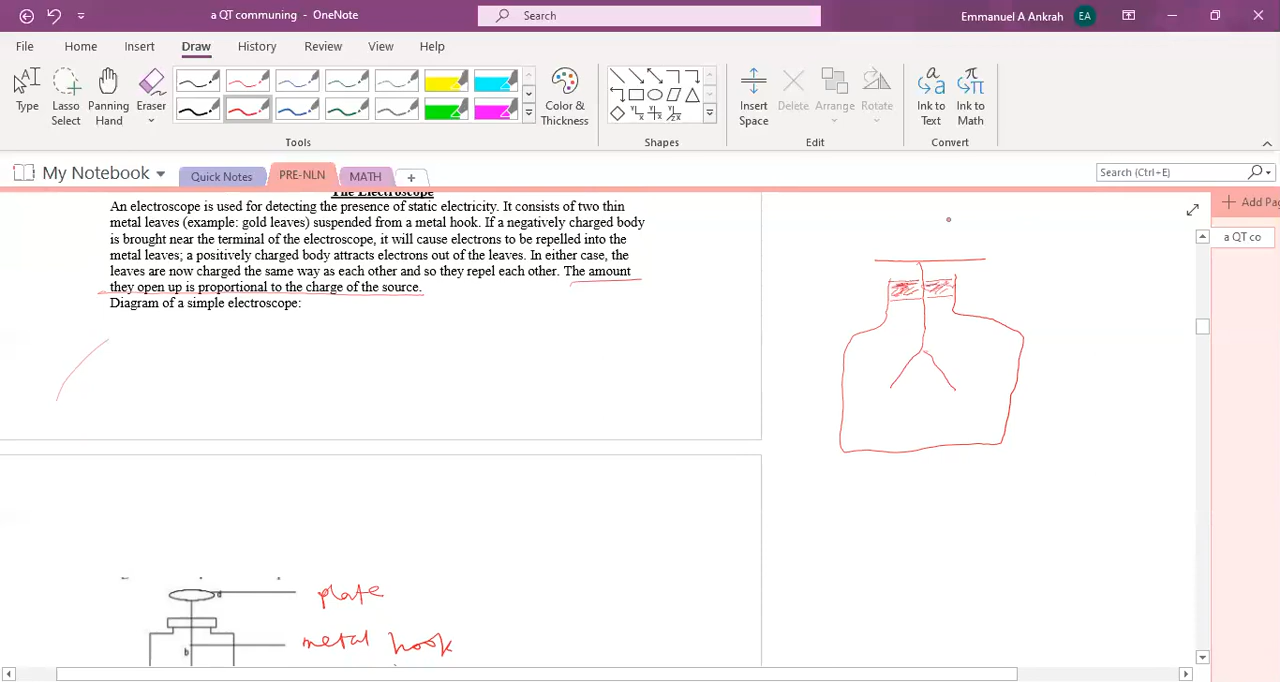 a QT communing - OneNote
Search
Emmanuel A Ankrah
EA
File Home Insert Draw History Review View Help
Type
Lasso Select
Panning Hand
Eraser
Color & Thickness
Insert Space
Delete
Arrange
Rotate
Ink to Text
Ink to Math
Tools
Shapes
Edit
Convert
My Notebook
Quick Notes
PRE-NLN
MATH
Search (Ctrl+E)
Add Pag
a QT co
The Electroscope
An electroscope is used for detecting the presence of static electricity. It consists of two thin
metal leaves (example: gold leaves) suspended from a metal hook. If a negatively charged body
is brought near the terminal of the electroscope, it will cause electrons to be repelled into the
metal leaves; a positively charged body attracts electrons out of the leaves. In either case, the
leaves are now charged the same way as each other and so they repel each other. The amount
they open up is proportional to the charge of the source.
Diagram of a simple electroscope:
plate
metal hook
b